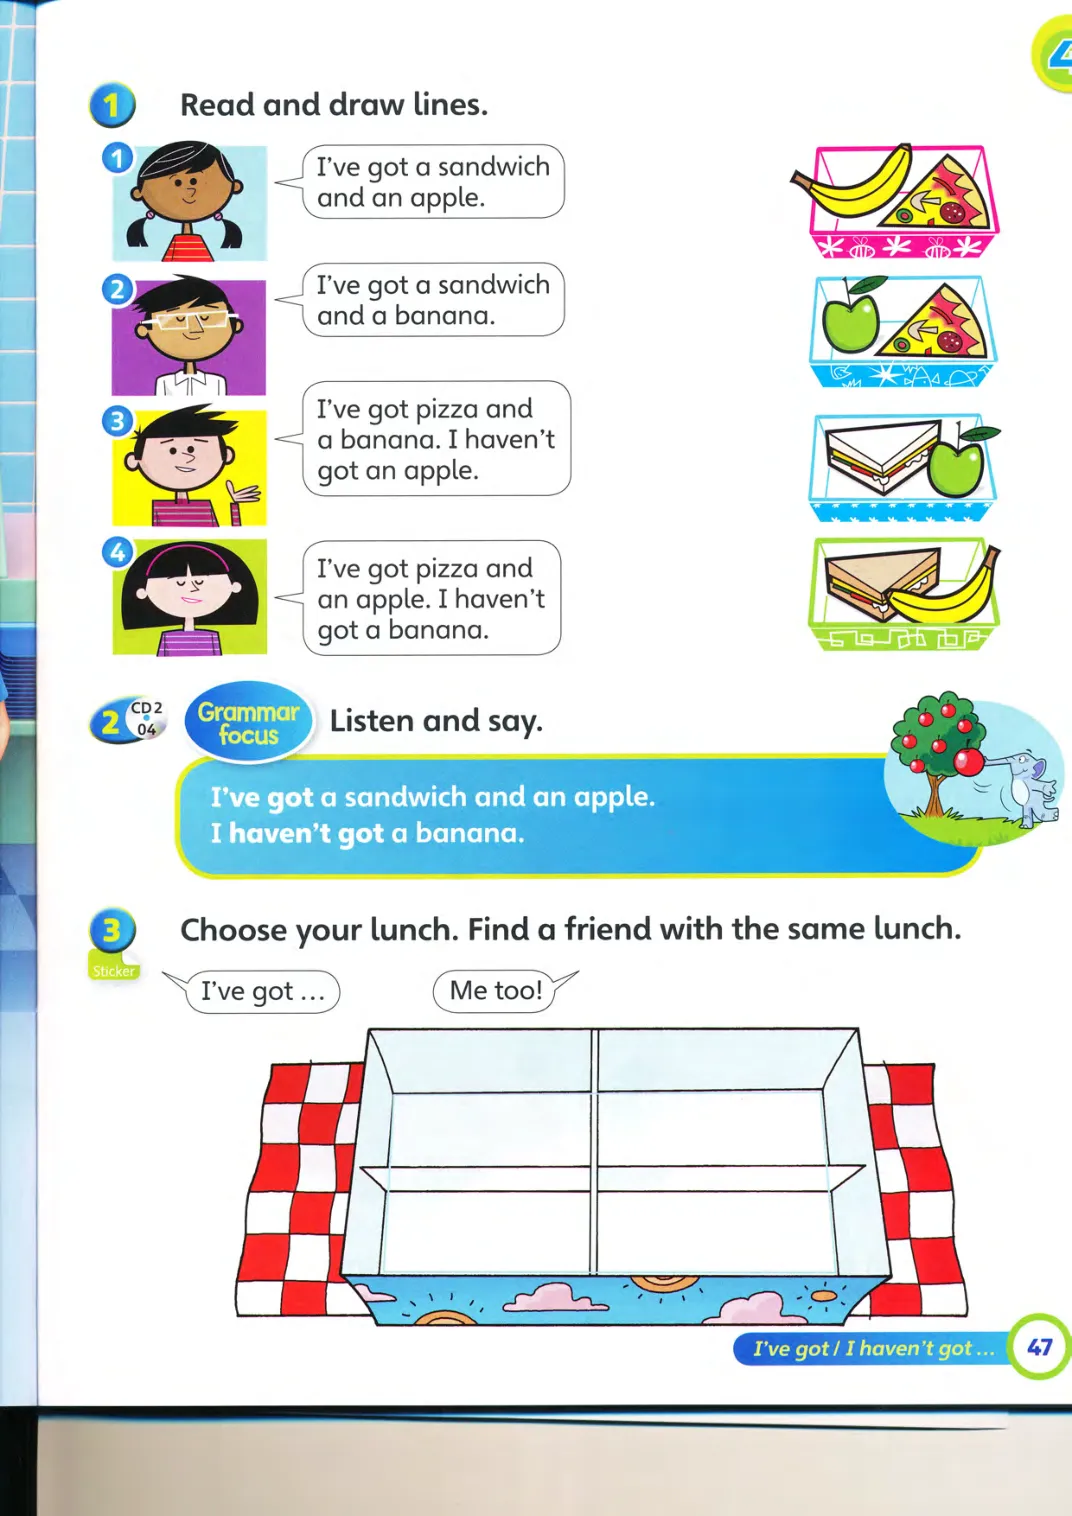 4
1 Read and draw lines.
1
I've got a sandwich
and an apple.
2
I've got a sandwich
and a banana.
3
I've got pizza and
a banana. I haven't
got an apple.
4
I've got pizza and
an apple. I haven't
got a banana.
2 CD2
04
Grammar
focus
Listen and say.
I've got a sandwich and an apple.
I haven't got a banana.
3 Choose your lunch. Find a friend with the same lunch.
Sticker
I've got ...
Me too!
I've got / I haven't got ...
47